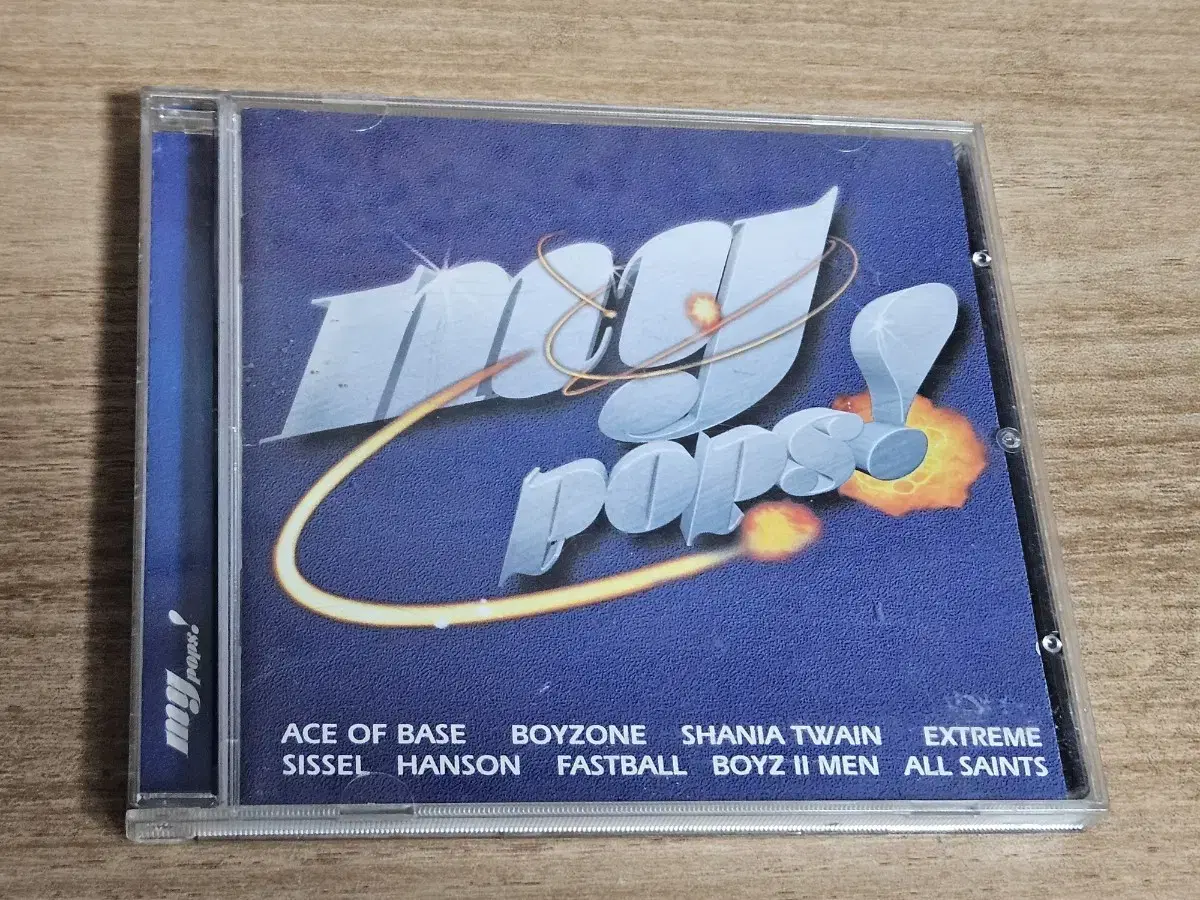 my
pops!
ACE OF BASE BOYZONE SHANIA TWAIN EXTREME
SISSEL HANSON FASTBALL BOYZ II MEN ALL SAINTS
my pops!